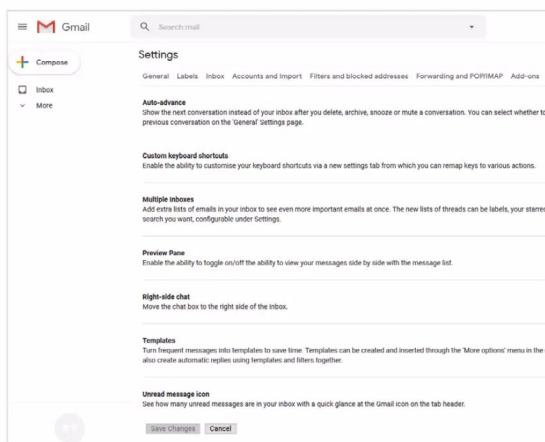 Gmail
Search mail
Compose
Inbox
More
Settings
General Labels Inbox Accounts and Import Filters and blocked addresses Forwarding and POP/IMAP Add-ons
Auto-advance
Show the next conversation instead of your inbox after you delete, archive, snooze or mute a conversation. You can select whether to
previous conversation on the 'General' Settings page.
Custom keyboard shortcuts
Enable the ability to customise your keyboard shortcuts via a new settings tab from which you can remap keys to various actions.
Multiple inboxes
Add extra lists of emails in your inbox to see even more important emails at once. The new lists of threads can be labels, your starred
search you want, configurable under Settings.
Preview Pane
Enable the ability to toggle on/off the ability to view your messages side by side with the message list.
Right-side chat
Move the chat box to the right side of the inbox.
Templates
Turn frequent messages into templates to save time. Templates can be created and inserted through the 'More options' menu in the
also create automatic replies using templates and filters together.
Unread message icon
See how many unread messages are in your inbox with a quick glance at the Gmail icon on the tab header.
Save Changes Cancel